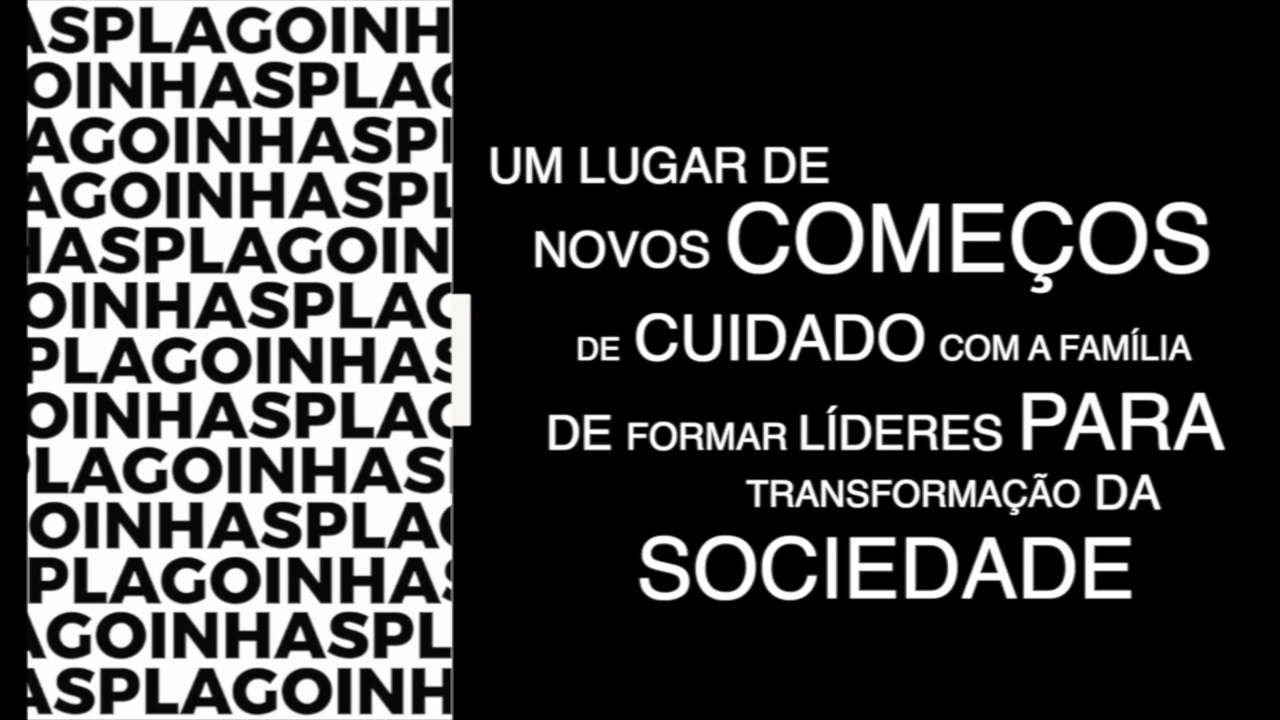 ASPLAGOINH
OINHASPLAG
LAGOINHASPL
AGOINHASPL
HASPLAGOIN
OINHASPLAG
PLAGOINHAS
OINHASPLAG
PLAGOINHAS
OINHASPLAG
PLAGOINHAS
AGOINHASPL
ASPLAGOINH
UM LUGAR DE
NOVOS COMEÇOS
DE CUIDADO COM A FAMÍLIA
DE FORMAR LÍDERES PARA
TRANSFORMAÇÃO DA
SOCIEDADE